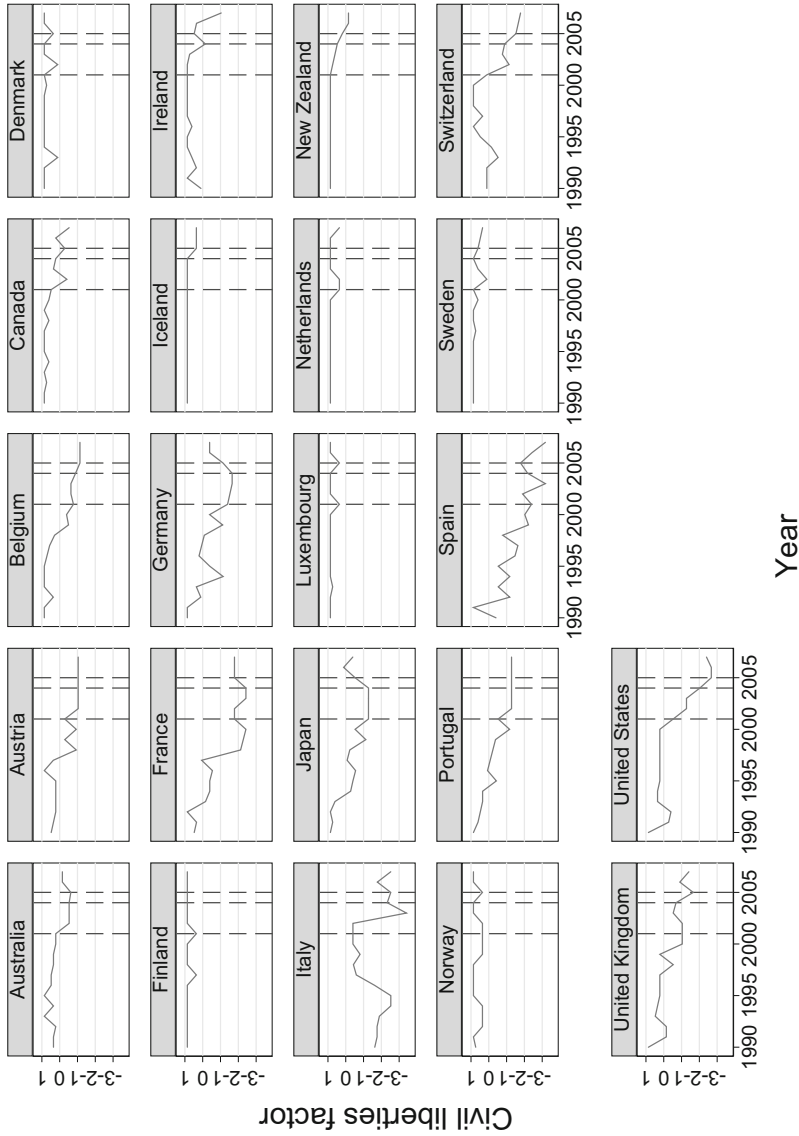 Denmark
Canada
Belgium
Austria
Australia
Ireland
Iceland
Germany
France
Finland
New Zealand
Netherlands
Luxembourg
Japan
Italy
Switzerland
Sweden
Spain
Portugal
Norway
United States
United Kingdom
-3-2-1 0 1
-3-2-1 0 1
-3-2-1 0 1
-3-2-1 0 1
-3-2-1 0 1
1990 1995 2000 2005
1990 1995 2000 2005
1990 1995 2000 2005
1990 1995 2000 2005
1990 1995 2000 2005
Civil liberties factor
Year